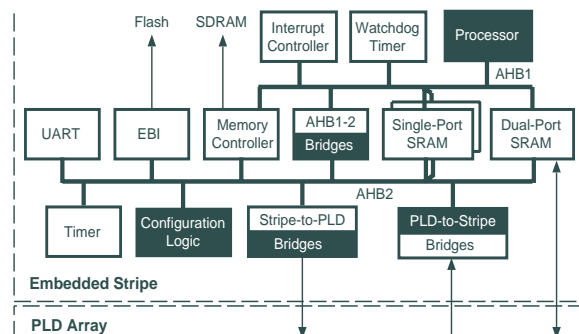 Flash SDRAM
Interrupt Watchdog Processor
Controller Timer
AHB1
UART EBI Memory AHB1-2 Single-Port Dual-Port
Controller Bridges SRAM SRAM
AHB2
Timer Configuration Stripe-to-PLD PLD-to-Stripe
Logic Bridges Bridges
Embedded Stripe
PLD Array